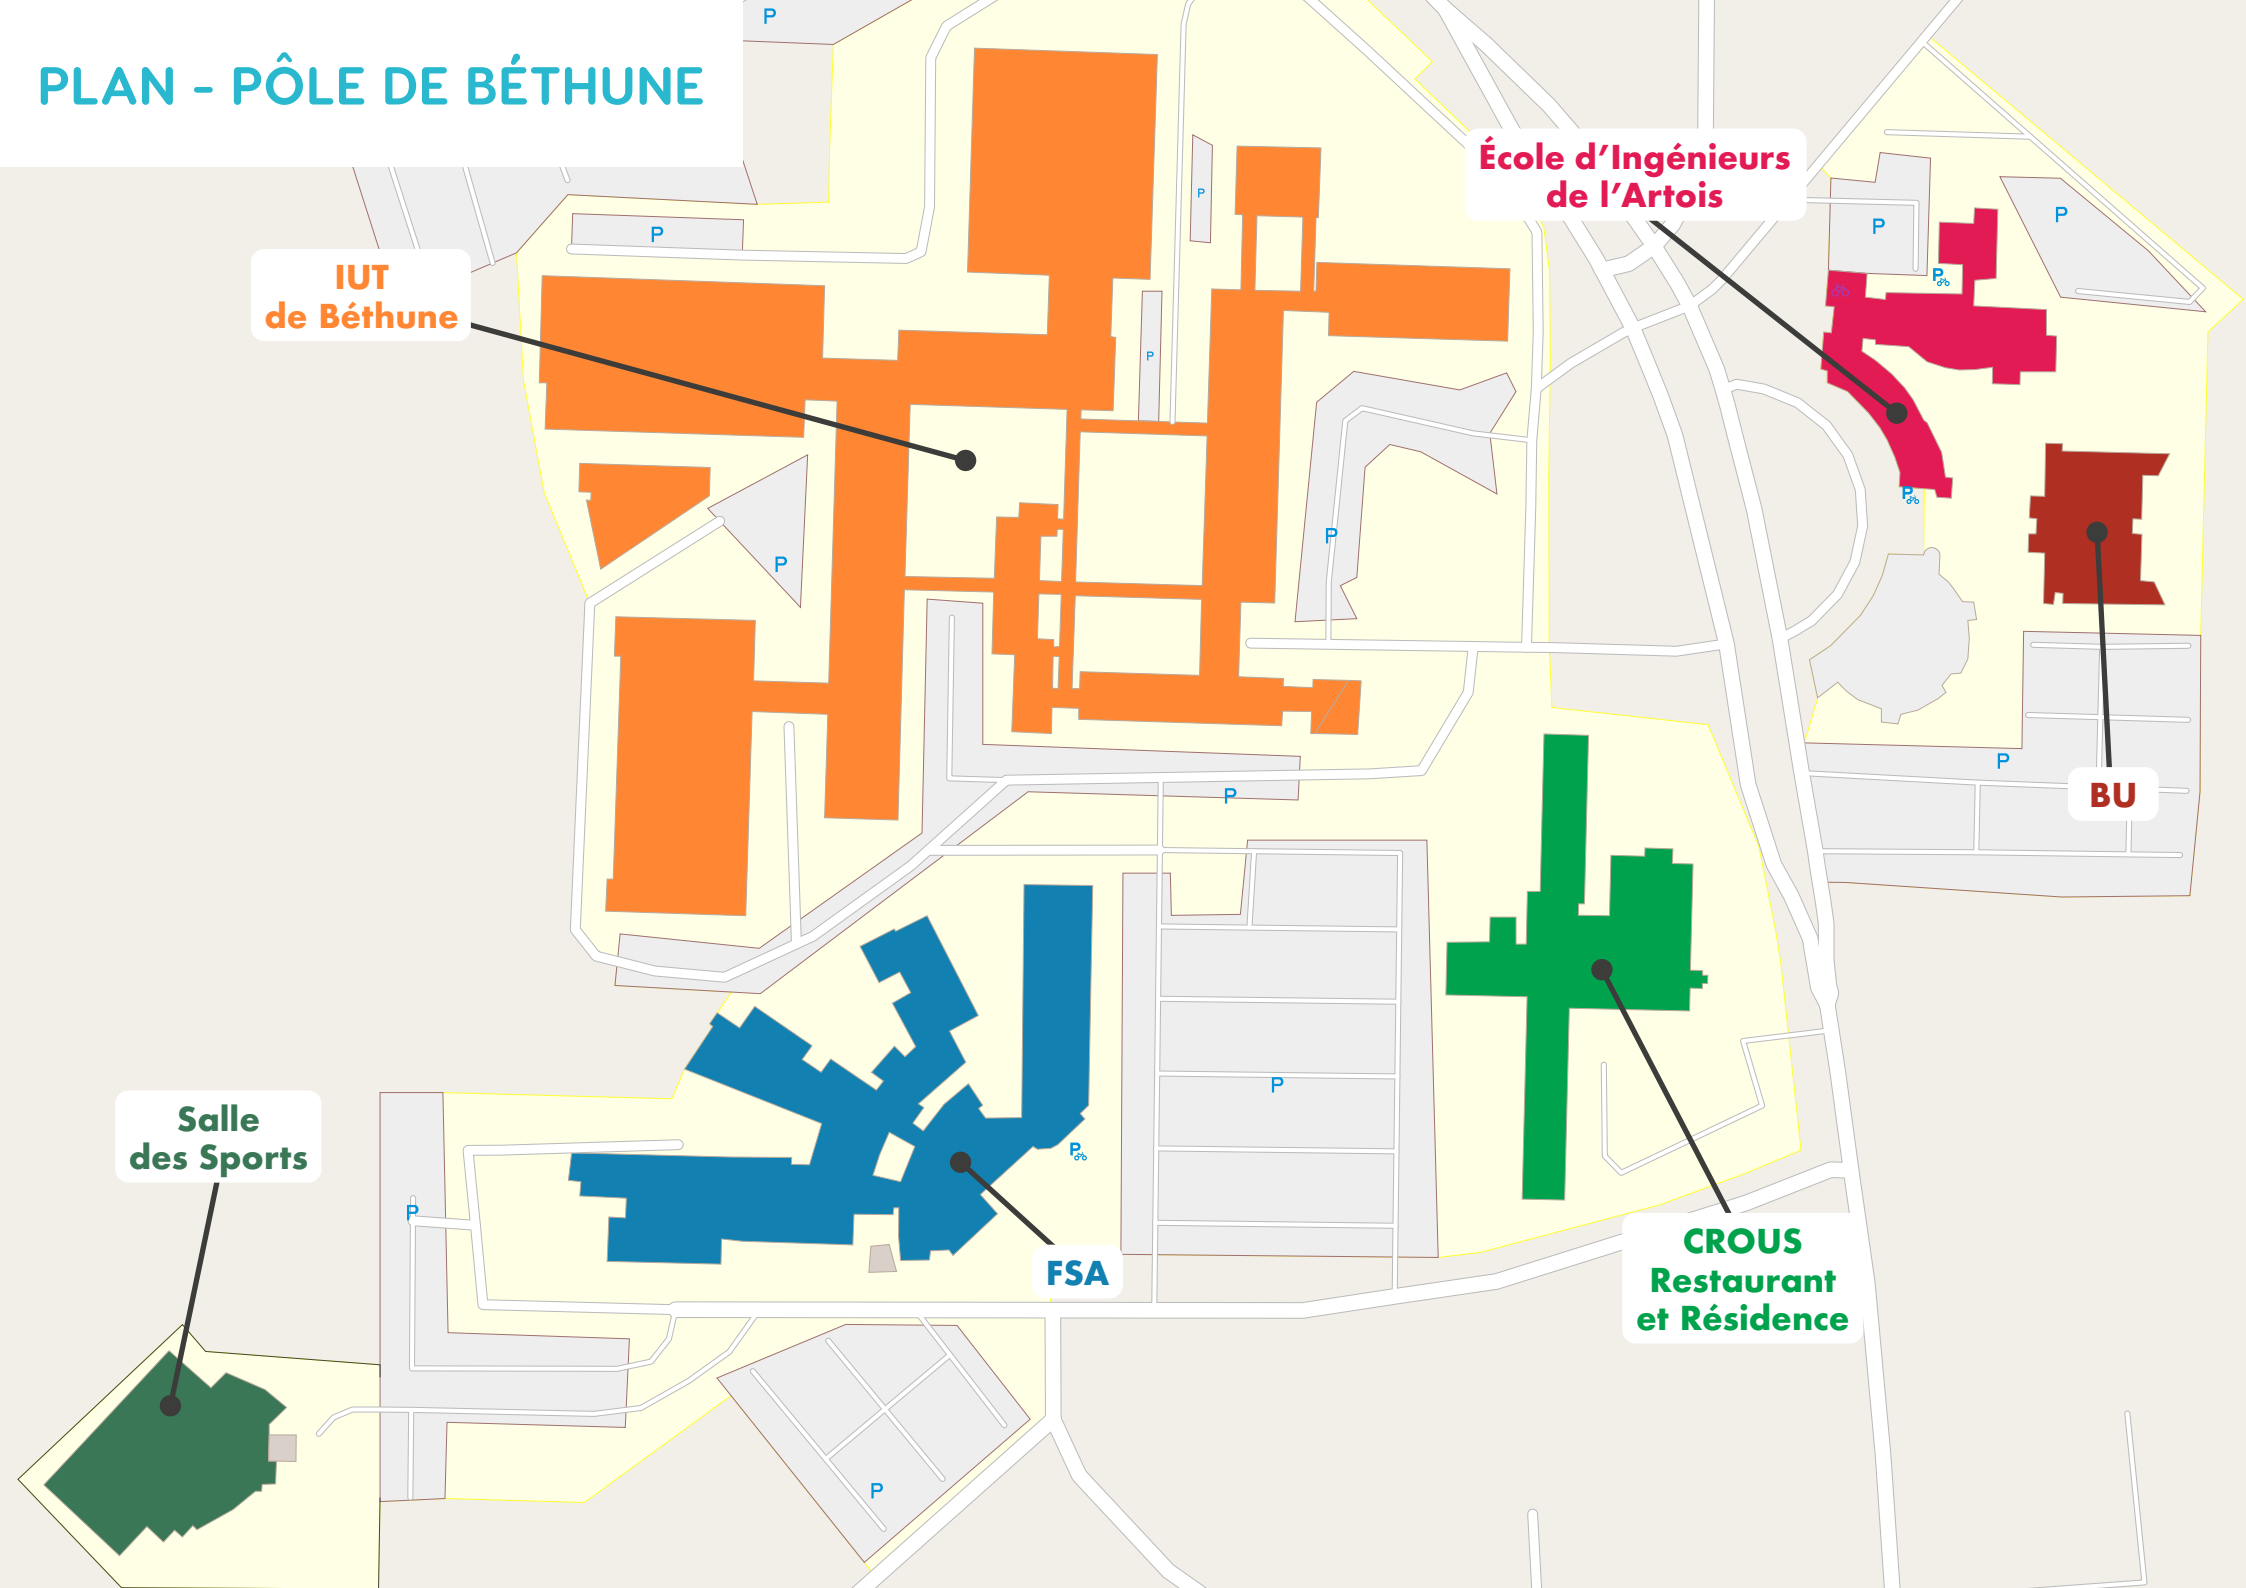 PLAN - PÔLE DE BÉTHUNE
P
École d’Ingénieurs
de l’Artois
P
P
P
P
P
IUT
de Béthune
P
P
P
P
P
BU
P
P
P
P
Salle
des Sports
P
FSA
CROUS
Restaurant
et Résidence
P